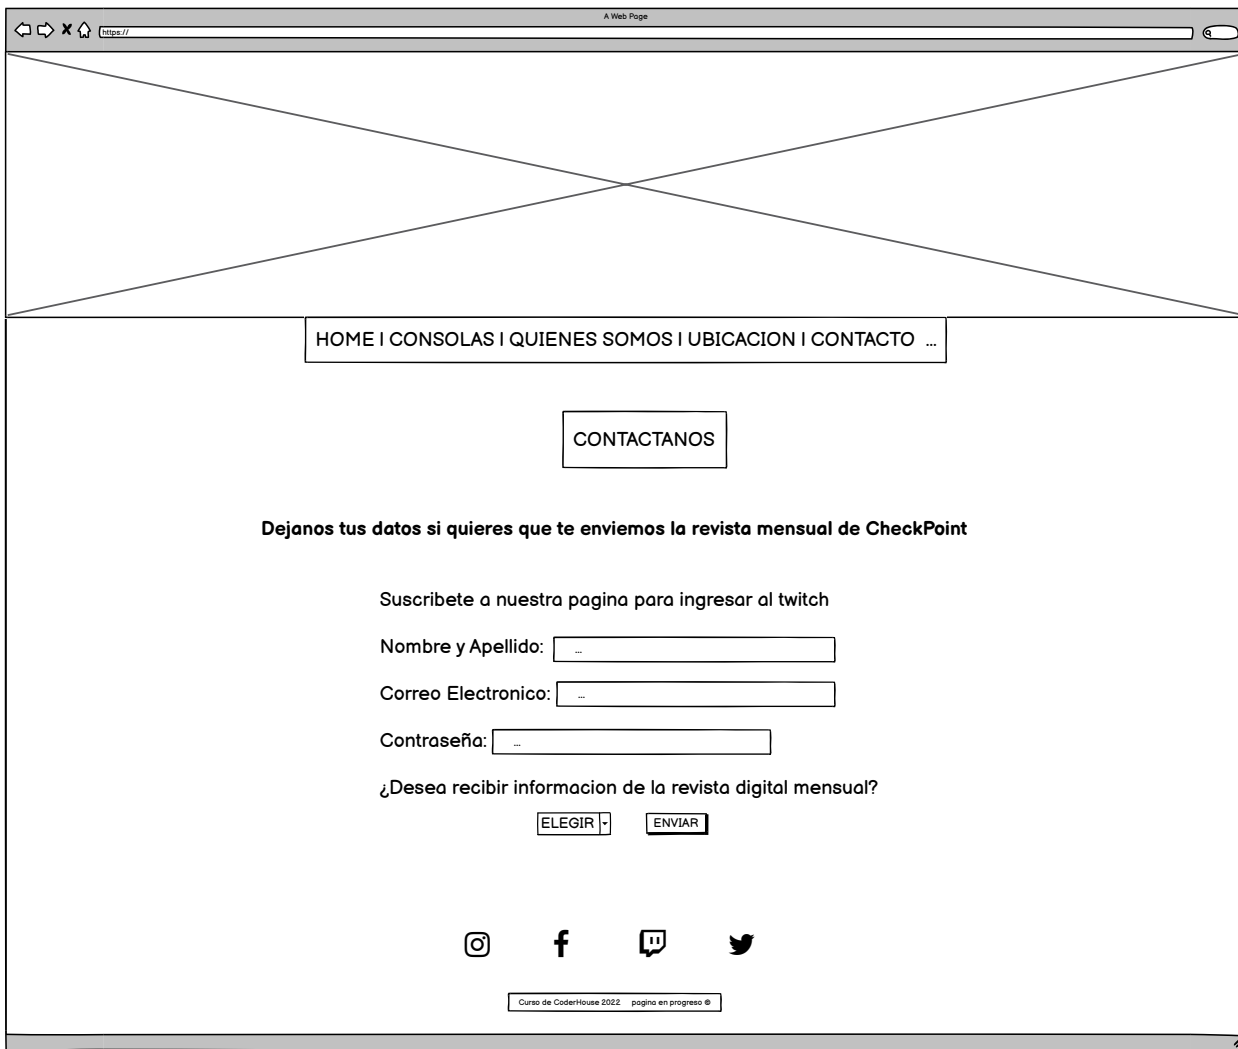 A Web Page
https://
HOME | CONSOLAS | QUIENES SOMOS | UBICACION | CONTACTO ...
CONTACTANOS
Dejanos tus datos si quieres que te enviemos la revista mensual de CheckPoint
Suscribete a nuestra pagina para ingresar al twitch
Nombre y Apellido: ...
Correo Electronico: ...
Contraseña: ...
¿Desea recibir informacion de la revista digital mensual?
ELEGIR ENVIAR
Curso de CoderHouse 2022 pagina en progreso ©